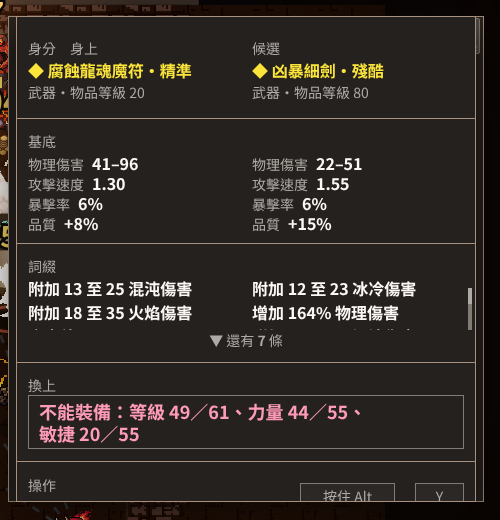 身分　身上　候選
◆ 腐蝕龍魂魔符・精準　◆ 凶暴細劍・殘酷
武器・物品等級 20　武器・物品等級 80
基底
物理傷害 41–96　物理傷害 22–51
攻擊速度 1.30　攻擊速度 1.55
暴擊率 6%　暴擊率 6%
品質 +8%　品質 +15%
詞綴
附加 13 至 25 混沌傷害　附加 12 至 23 冰冷傷害
附加 18 至 35 火焰傷害　增加 164% 物理傷害
▼ 還有 7 條
換上
不能裝備：等級 49／61、力量 44／55、
敏捷 20／55
操作　按住 Alt　Y